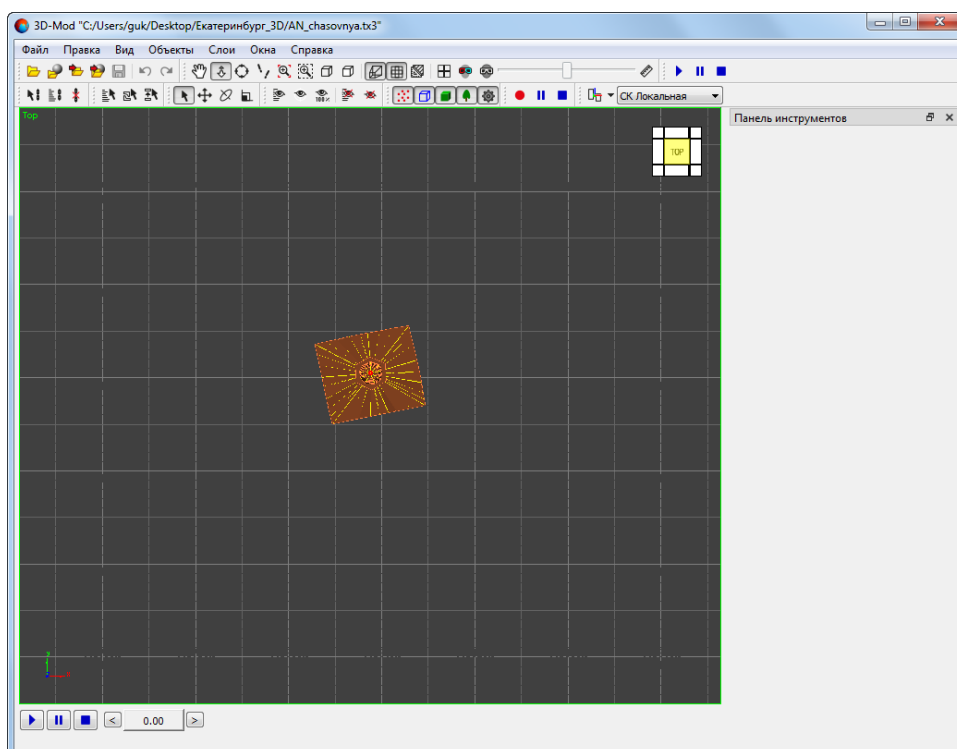 3D-Mod "C:/Users/guk/Desktop/Екатеринбург_3D/AN_chasovnya.tx3"
Файл Правка Вид Объекты Слои Окна Справка
100%
СК Локальная
Top
TOP
Панель инструментов
< 0.00 >